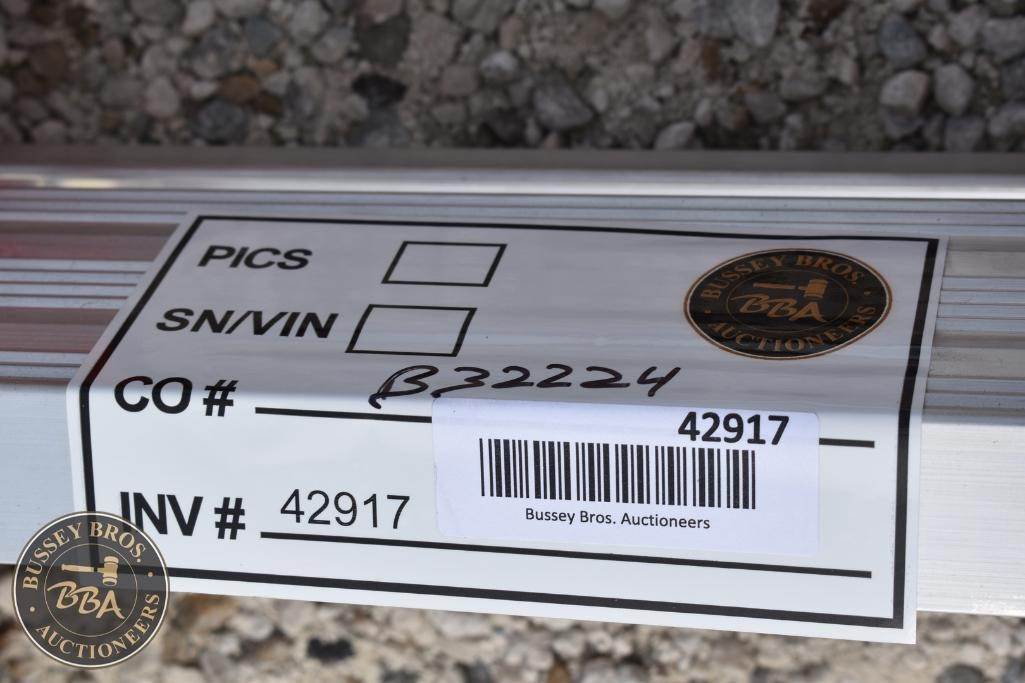 PICS
BUSSEY BROS.
BBA
AUCTIONEERS
SN/VIN
CO # B32224
42917
INV # 42917
Bussey Bros. Auctioneers
BUSSEY BROS.
BBA
AUCTIONEERS